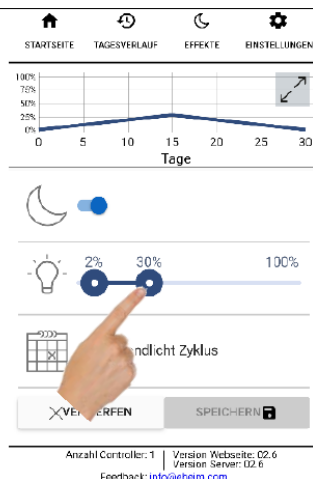 STARTSEITE TAGESVERLAUF EFFEKTE EINSTELLUNGEN
100%
75%
50%
25%
0%
0 5 10 15 20 25 30
Tage
2% 30% 100%
ndlicht Zyklus
VE ERFEN SPEICHERN
Anzahl Controller: 1 | Version Webseite: 02.6
Version Server: 02.6
Feedback: info@eheim.com